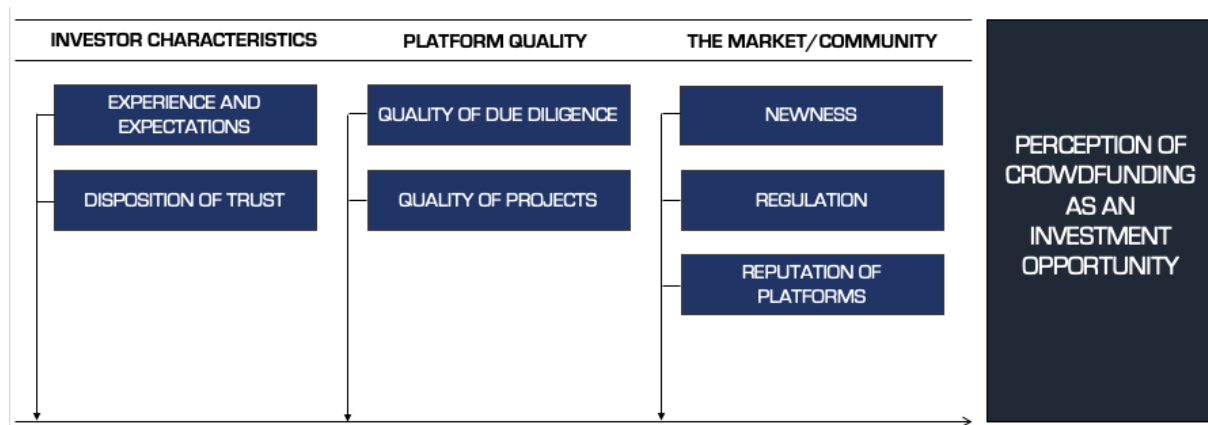 INVESTOR CHARACTERISTICS
PLATFORM QUALITY
THE MARKET/COMMUNITY
EXPERIENCE AND
EXPECTATIONS
DISPOSITION OF TRUST
QUALITY OF DUE DILIGENCE
QUALITY OF PROJECTS
NEWNESS
REGULATION
REPUTATION OF
PLATFORMS
PERCEPTION OF
CROWDFUNDING
AS AN
INVESTMENT
OPPORTUNITY